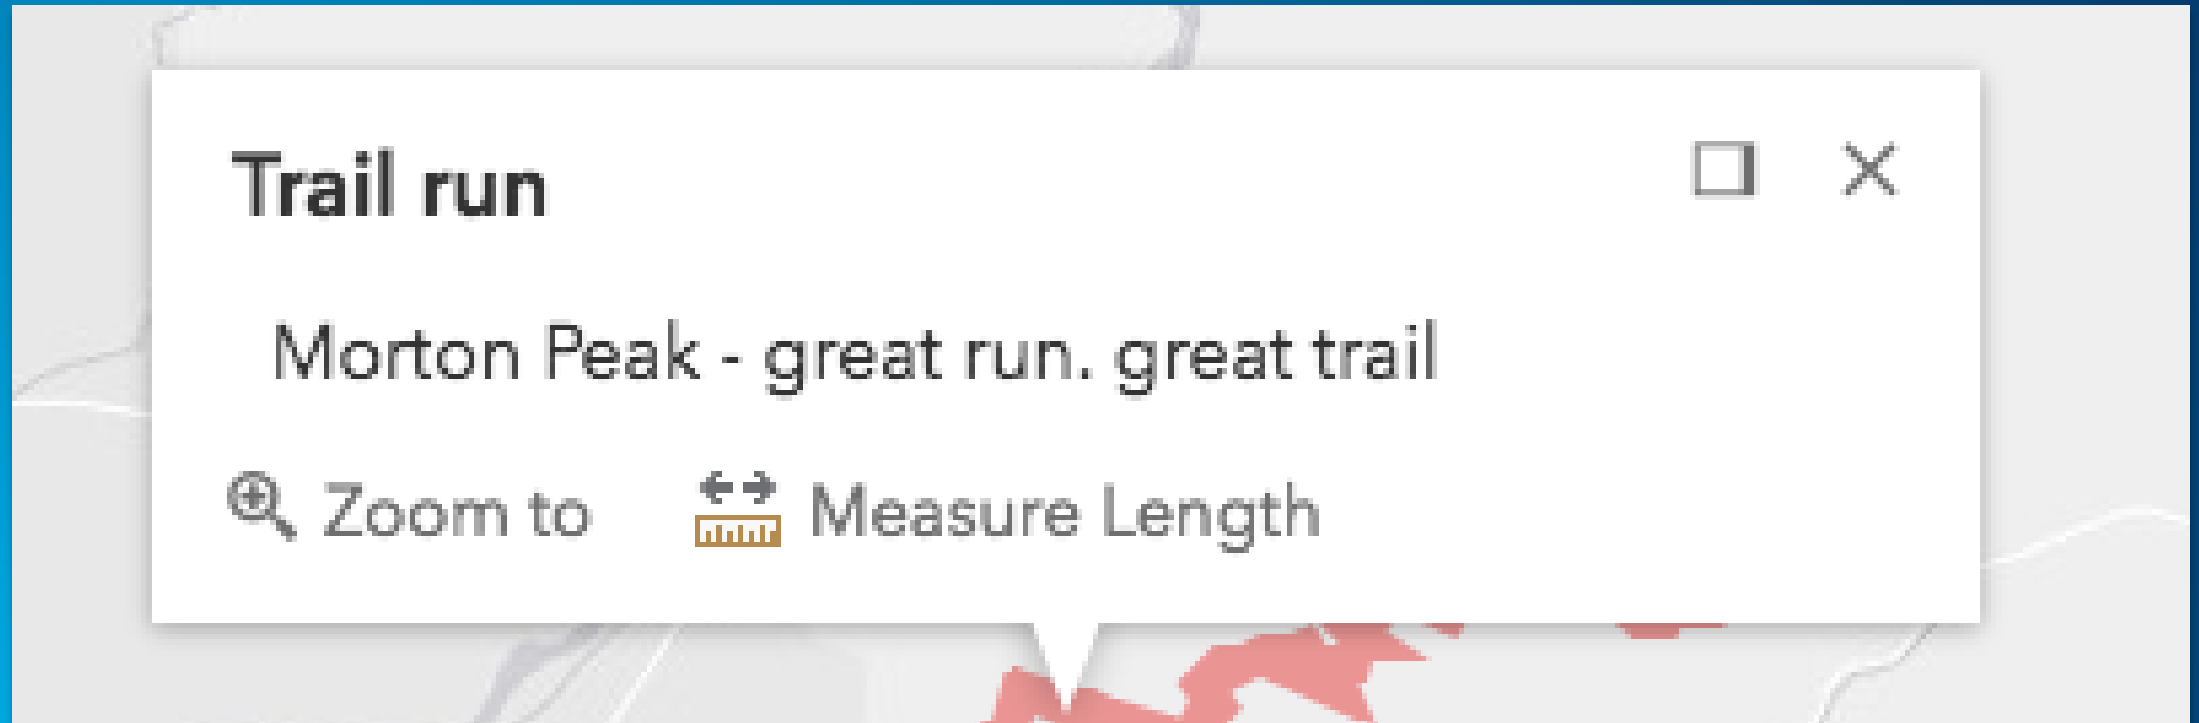 Trail run
Morton Peak - great run. great trail
Zoom to Measure Length